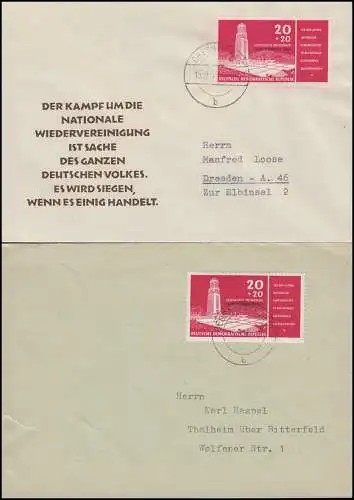 20
+20
DEUTSCHE DEMOKRATISCHE REPUBLIK
b
DER KAMPF UM DIE
NATIONALE
WIEDERVEREINIGUNG
IST SACHE
DES GANZEN
DEUTSCHEN VOLKES.
ES WIRD SIEGEN,
WENN ES EINIG HANDELT.
Herrn
Manfred Loose
Dresden - A. 46
Zur Elbinsel 2
20
+20
DEUTSCHE DEMOKRATISCHE REPUBLIK
b
Herrn
Karl Haspel
Thalheim über Bitterfeld
Wolfener Str. 1